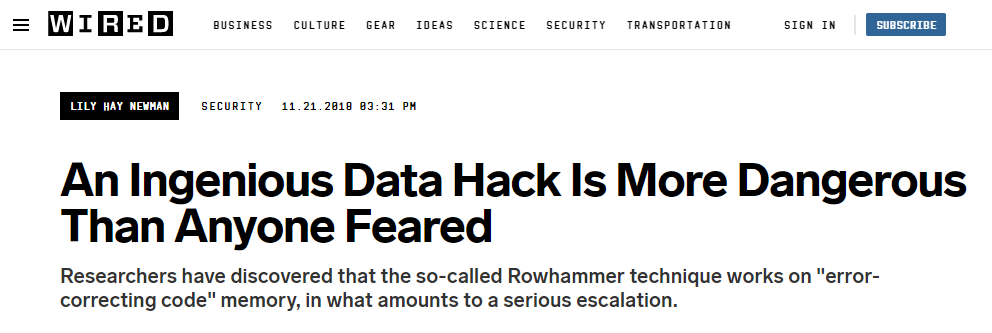 WIRED BUSINESS CULTURE GEAR IDEAS SCIENCE SECURITY TRANSPORTATION SIGN IN SUBSCRIBE
LILY HAY NEWMAN SECURITY 11.21.2018 03:31 PM
An Ingenious Data Hack Is More Dangerous
Than Anyone Feared
Researchers have discovered that the so-called Rowhammer technique works on "error-
correcting code" memory, in what amounts to a serious escalation.